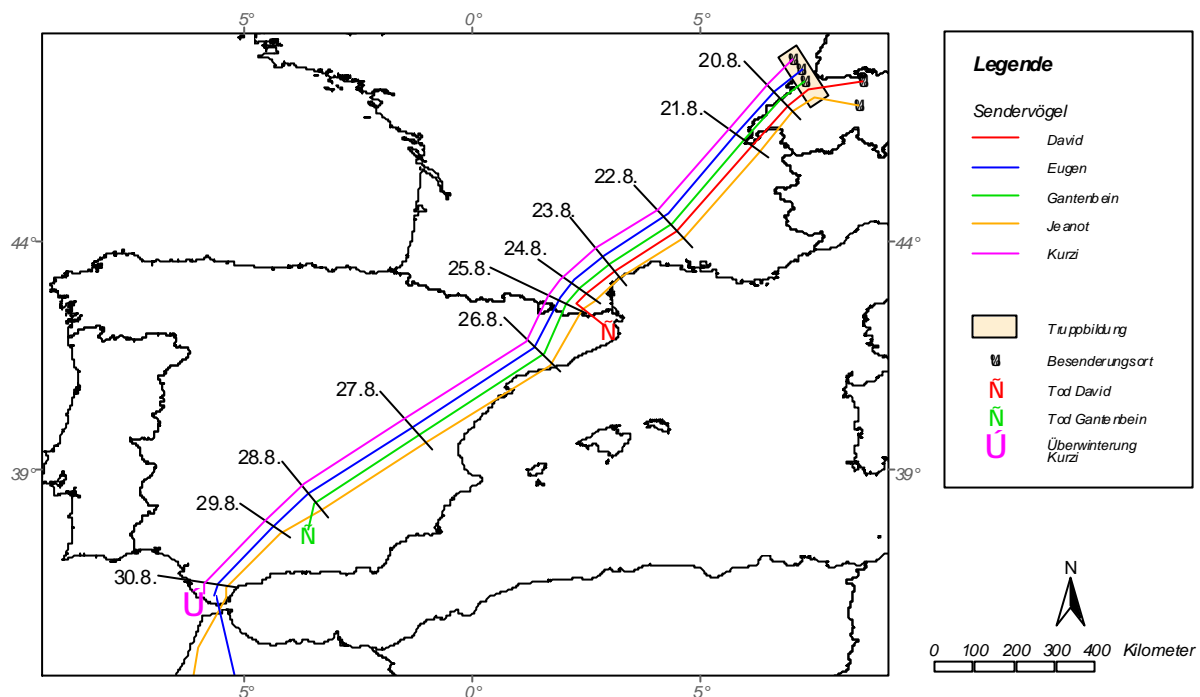 5° 0° 5°
20.8.
21.8.
22.8.
23.8.
24.8.
25.8.
26.8.
27.8.
28.8.
29.8.
30.8.
44° 44°
39° 39°
Ñ
Ñ
Ú
5° 0° 5°
Legende
Sendervögel
David
Eugen
Gantenbein
Jeanot
Kurzi
Truppbildung
Besenderungsort
Ñ Tod David
Ñ Tod Gantenbein
Ú Überwinterung
Kurzi
N
0 100 200 300 400 Kilometer